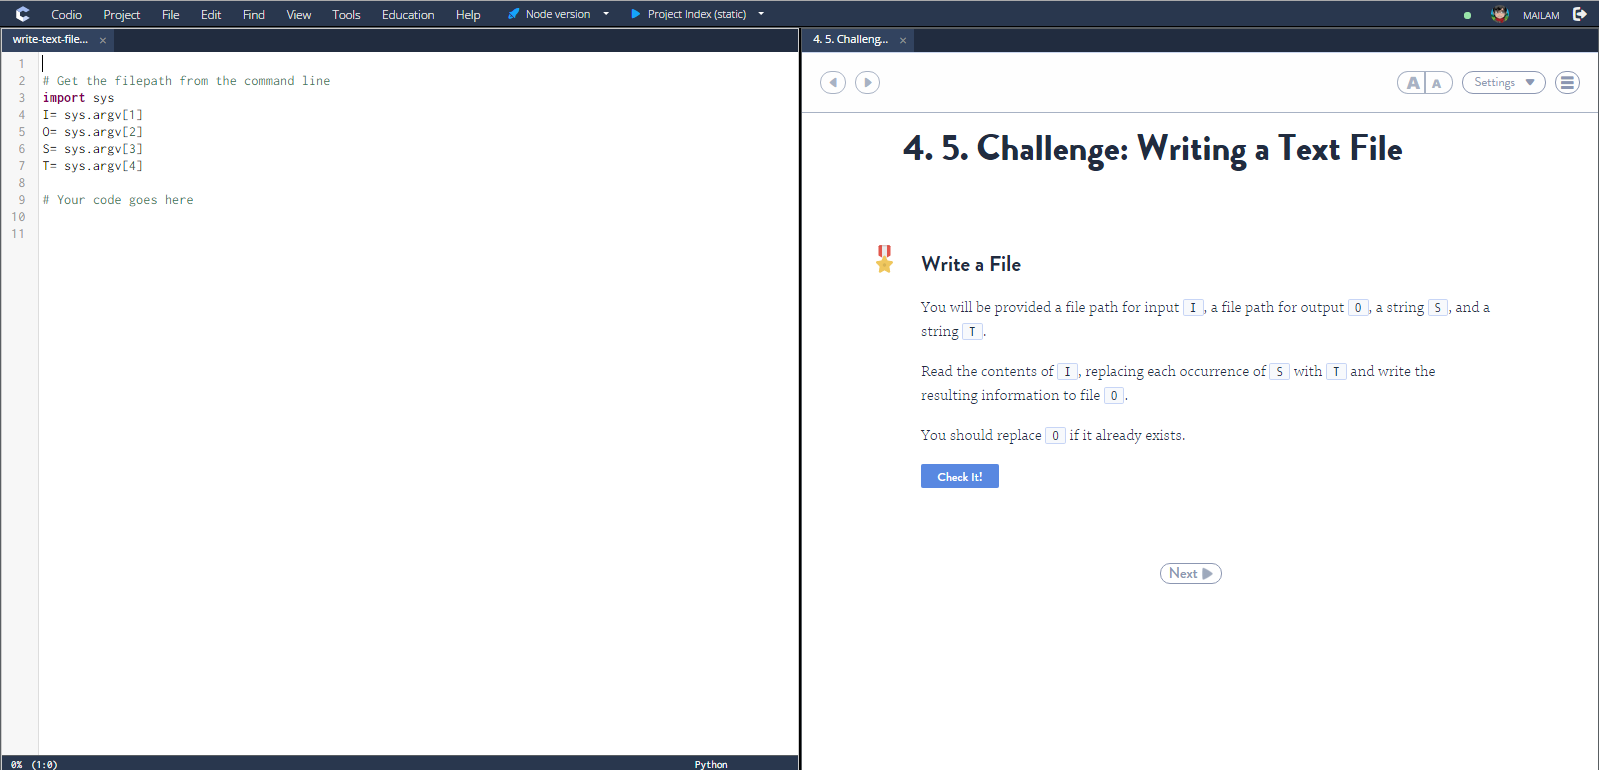 Codio Project File Edit Find View Tools Education Help Node version Project Index (static) MAILAM
write-text-file... ×
1
2 # Get the filepath from the command line
3 import sys
4 I= sys.argv[1]
5 O= sys.argv[2]
6 S= sys.argv[3]
7 T= sys.argv[4]
8
9 # Your code goes here
10
11
0% (1:0) Python
4. 5. Challeng... ×
A A Settings
4. 5. Challenge: Writing a Text File
Write a File
You will be provided a file path for input I, a file path for output O, a string S, and a
string T.
Read the contents of I, replacing each occurrence of S with T and write the
resulting information to file O.
You should replace O if it already exists.
Check It!
Next